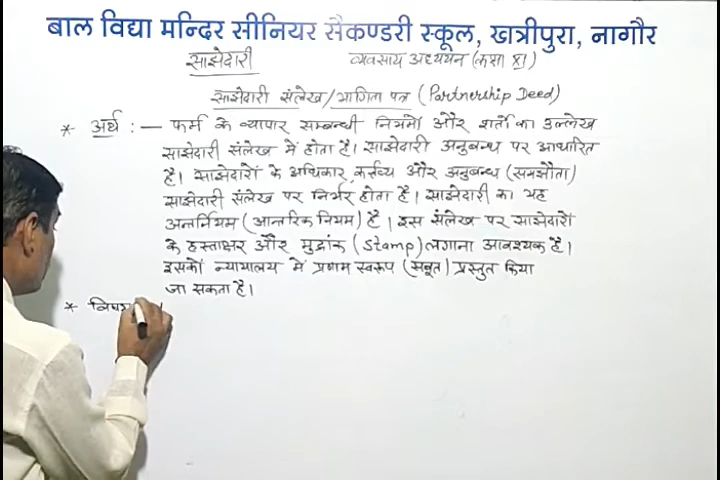 बाल विद्या मन्दिर सीनियर सैकण्डरी स्कूल, खत्रीपुरा, नागौर
साझेदारी व्यवसाय अध्ययन (कक्षा XI)
साझेदारी संलेख/भागिता पत्र (Partnership Deed)
* अर्थ :— फर्म के व्यापार सम्बन्धी नियमों और शर्तो का उल्लेख
साझेदारी संलेख में होता है। साझेदारी अनुबन्ध पर आधारित
है। साझेदारों के अधिकार, कर्त्तव्य और अनुबन्ध (समझौता)
साझेदारी संलेख पर निर्भर होता है। साझेदारी का यह
अन्तर्नियम (आन्तरिक नियम) है। इस संलेख पर साझेदारों
के हस्ताक्षर और मुद्रांक (Stamp) लगाना आवश्यक है।
इसको न्यायालय में प्रमाण स्वरूप (सबूत) प्रस्तुत किया
जा सकता है।
*